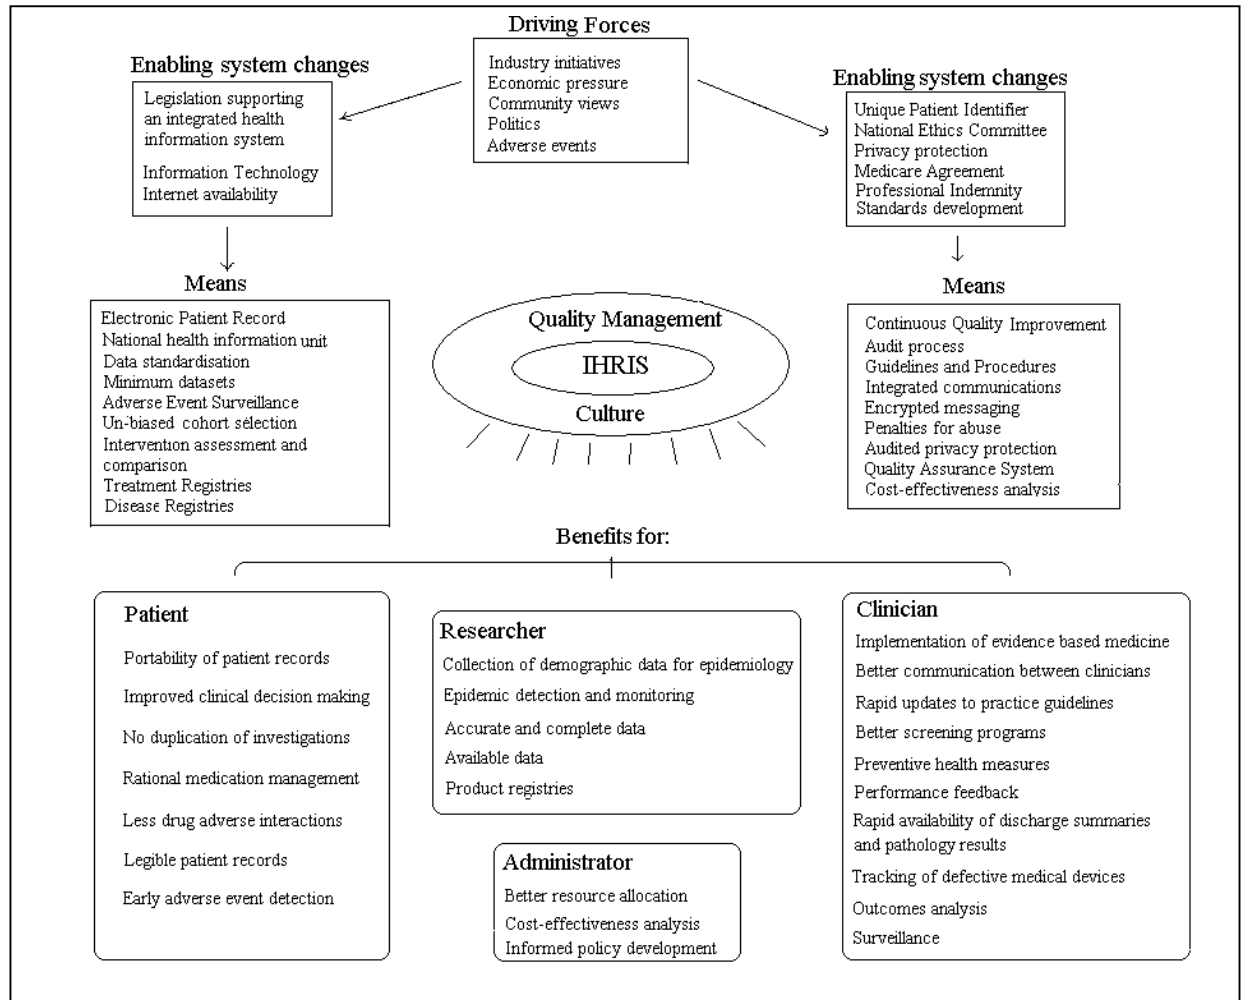 Driving Forces
Industry initiatives
Economic pressure
Community views
Politics
Adverse events
Enabling system changes
Legislation supporting
an integrated health
information system
Information Technology
Internet availability
Enabling system changes
Unique Patient Identifier
National Ethics Committee
Privacy protection
Medicare Agreement
Professional Indemnity
Standards development
Means
Electronic Patient Record
National health information unit
Data standardisation
Minimum datasets
Adverse Event Surveillance
Un-biased cohort selection
Intervention assessment and
comparison
Treatment Registries
Disease Registries
Quality Management
IHRIS
Culture
Means
Continuous Quality Improvement
Audit process
Guidelines and Procedures
Integrated communications
Encrypted messaging
Penalties for abuse
Audited privacy protection
Quality Assurance System
Cost-effectiveness analysis
Benefits for:
Patient
Portability of patient records
Improved clinical decision making
No duplication of investigations
Rational medication management
Less drug adverse interactions
Legible patient records
Early adverse event detection
Researcher
Collection of demographic data for epidemiology
Epidemic detection and monitoring
Accurate and complete data
Available data
Product registries
Administrator
Better resource allocation
Cost-effectiveness analysis
Informed policy development
Clinician
Implementation of evidence based medicine
Better communication between clinicians
Rapid updates to practice guidelines
Better screening programs
Preventive health measures
Performance feedback
Rapid availability of discharge summaries
and pathology results
Tracking of defective medical devices
Outcomes analysis
Surveillance